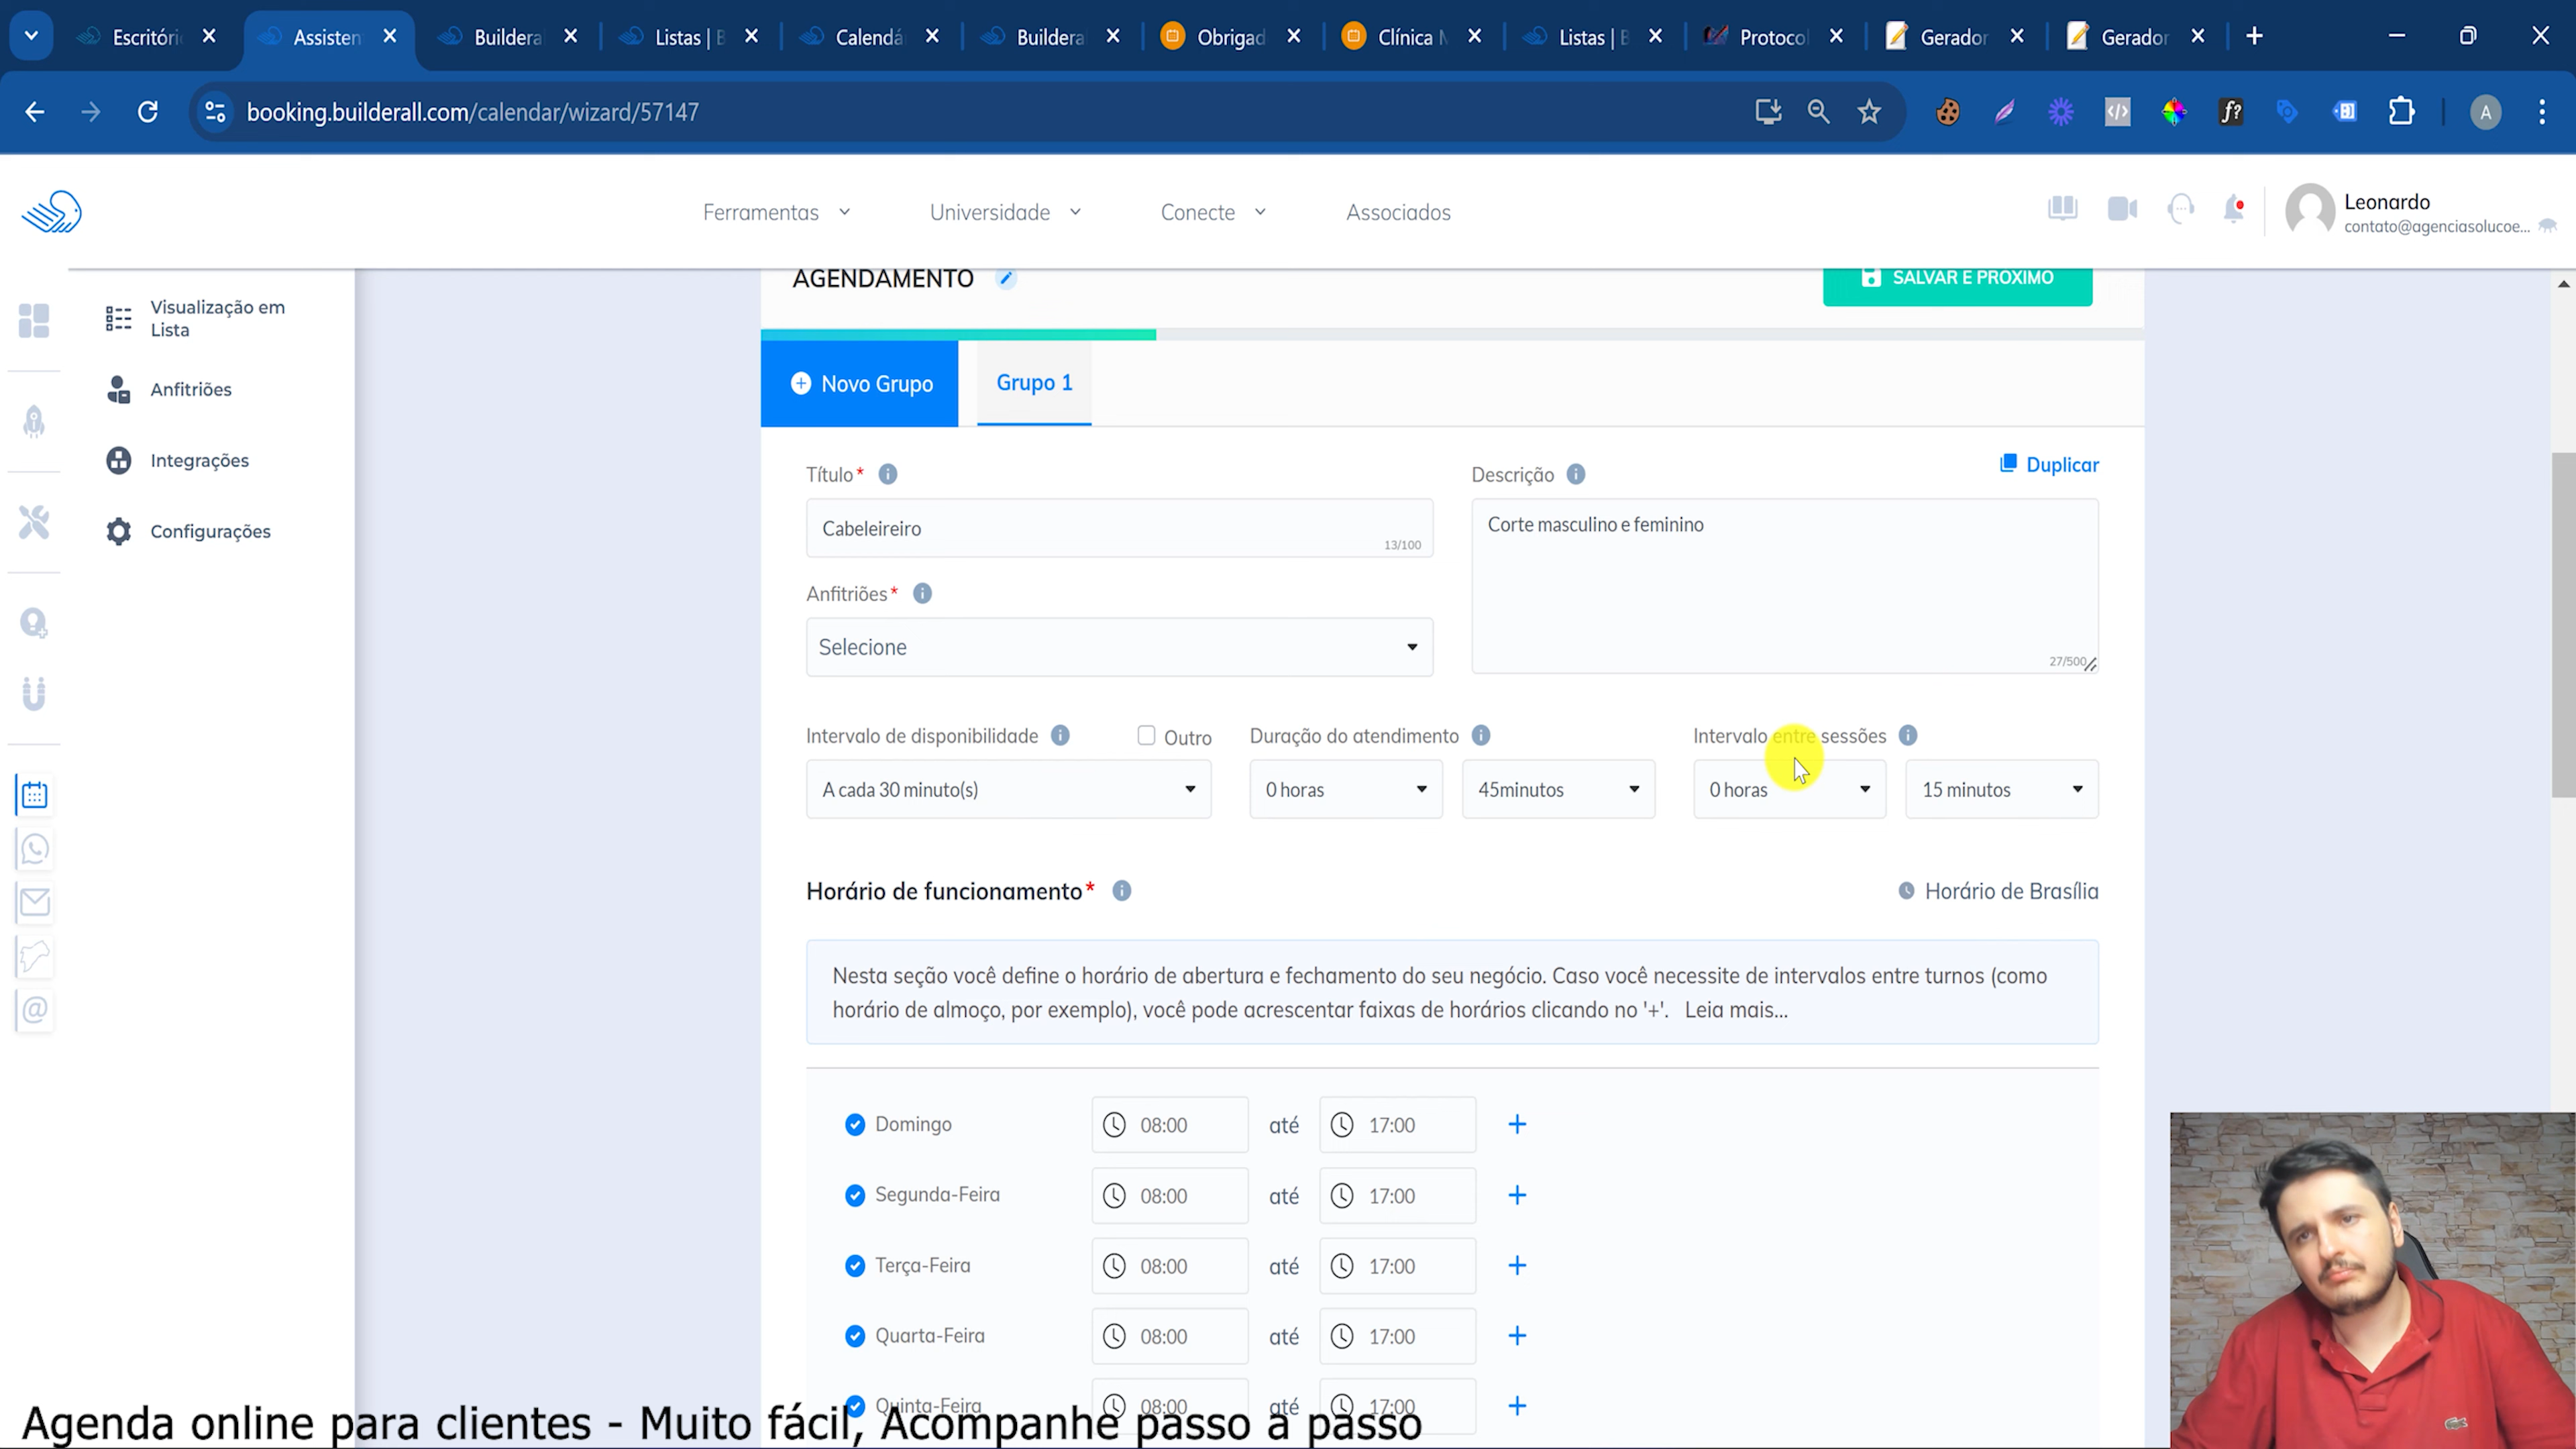 Escritóri
Assisten
Buildera
Listas | B
Calendá
Buildera
Obrigad
Clínica M
Listas | B
Protocol
Gerador
Gerador
booking.builderall.com/calendar/wizard/57147
A
Ferramentas
Universidade
Conecte
Associados
Leonardo
contato@agenciasolucoe...
Visualização em
Lista
Anfitriões
Integrações
Configurações
AGENDAMENTO
SALVAR E PRÓXIMO
Novo Grupo
Grupo 1
Título*
Descrição
Duplicar
Cabeleireiro
13/100
Corte masculino e feminino
27/500
Anfitriões*
Selecione
Intervalo de disponibilidade
Outro
Duração do atendimento
Intervalo entre sessões
A cada 30 minuto(s)
0 horas
45minutos
0 horas
15 minutos
Horário de funcionamento*
Horário de Brasília
Nesta seção você define o horário de abertura e fechamento do seu negócio. Caso você necessite de intervalos entre turnos (como
horário de almoço, por exemplo), você pode acrescentar faixas de horários clicando no '+'. Leia mais...
Domingo 08:00 até 17:00 +
Segunda-Feira 08:00 até 17:00 +
Terça-Feira 08:00 até 17:00 +
Quarta-Feira 08:00 até 17:00 +
Quinta-Feira 08:00 até 17:00 +
Agenda online para clientes - Muito fácil, Acompanhe passo a passo